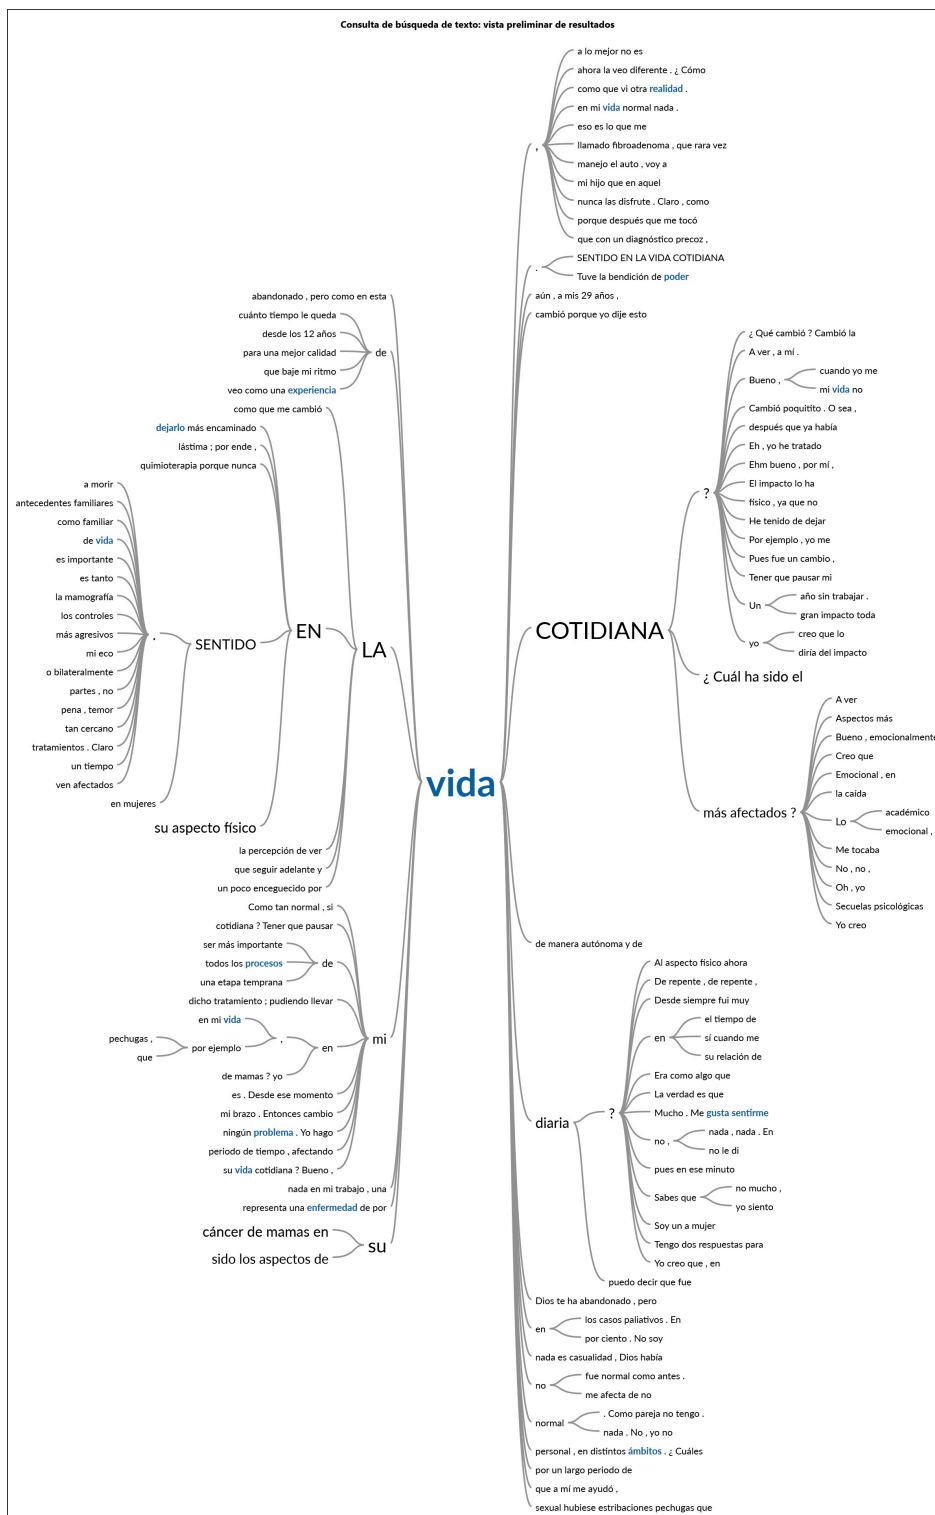 Consulta de búsqueda de texto: vista preliminar de resultados
abandonado , pero como en esta
cuánto tiempo le queda
desde los 12 años
para una mejor calidad
que baje mi ritmo
veo como una experiencia
de
como que me cambió
dejarlo más encaminado
lástima ; por ende ,
quimioterapia porque nunca
a morir
antecedentes familiares
como familiar
de vida
es importante
es tanto
la mamografía
los controles
más agresivos
mi eco
o bilateralmente
partes , no
pena , temor
tan cercano
tratamientos . Claro
un tiempo
ven afectados
.
en mujeres
SENTIDO
su aspecto físico
EN
la percepción de ver
que seguir adelante y
un poco enceguecido por
LA
Como tan normal , si
cotidiana ? Tener que pausar
ser más importante
todos los procesos
una etapa temprana
de
dicho tratamiento ; pudiendo llevar
en mi vida
pechugas ,
que
por ejemplo
,
de mamas ? yo
en
es . Desde ese momento
mi brazo . Entonces cambio
ningún problema . Yo hago
periodo de tiempo , afectando
su vida cotidiana ? Bueno ,
mi
nada en mi trabajo , una
representa una enfermedad de por
cáncer de mamas en
sido los aspectos de
su
vida
,
a lo mejor no es
ahora la veo diferente . ¿ Cómo
como que vi otra realidad .
en mi vida normal nada .
eso es lo que me
llamado fibroadenoma , que rara vez
manejo el auto , voy a
mi hijo que en aquel
nunca las disfrute . Claro , como
porque después que me tocó
que con un diagnóstico precoz ,
.
SENTIDO EN LA VIDA COTIDIANA
Tuve la bendición de poder
aún , a mis 29 años ,
cambió porque yo dije esto
COTIDIANA
?
¿ Qué cambió ? Cambió la
A ver , a mí .
Bueno ,
cuando yo me
mi vida no
Cambió poquitito . O sea ,
después que ya había
Eh , yo he tratado
Ehm bueno , por mí ,
El impacto lo ha
físico , ya que no
He tenido de dejar
Por ejemplo , yo me
Pues fue un cambio ,
Tener que pausar mi
Un
año sin trabajar .
gran impacto toda
yo
creo que lo
diría del impacto
¿ Cuál ha sido el
más afectados ?
A ver
Aspectos más
Bueno , emocionalmente
Creo que
Emocional , en
la caída
Lo
académico
emocional ,
Me tocaba
No , no ,
Oh , yo
Secuelas psicológicas
Yo creo
de manera autónoma y de
diaria
?
Al aspecto físico ahora
De repente , de repente ,
Desde siempre fui muy
en
el tiempo de
sí cuando me
su relación de
Era como algo que
La verdad es que
Mucho . Me gusta sentirme
no ,
nada , nada . En
no le di
pues en ese minuto
Sabes que
no mucho ,
yo siento
Soy un a mujer
Tengo dos respuestas para
Yo creo que , en
puedo decir que fue
Dios te ha abandonado , pero
en
los casos paliativos . En
por ciento . No soy
nada es casualidad , Dios había
no
fue normal como antes .
me afecta de no
normal
. Como pareja no tengo .
nada . No , yo no
personal , en distintos ámbitos . ¿ Cuáles
por un largo periodo de
que a mí me ayudó ,
sexual hubiese estribaciones pechugas que